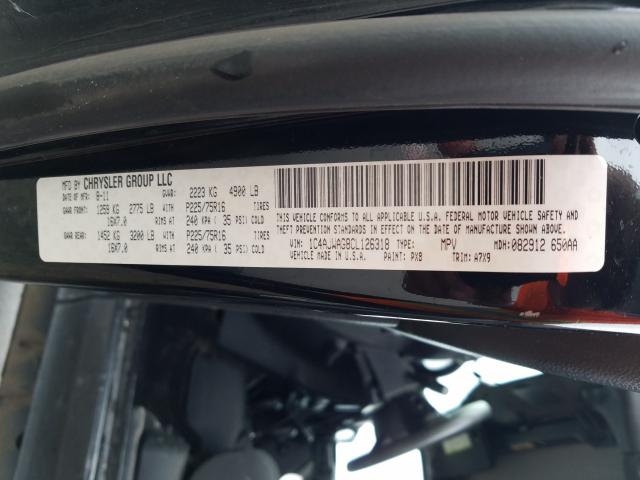 MFD BY CHRYSLER GROUP LLC
DATE OF MFR: 8-11 GVWR: 2223 KG 4900 LB
FRONT: 1259 KG 2775 LB WITH P225/75R16 TIRES
16X7.0 RIMS AT 240 KPA ( 35 PSI) COLD
REAR: 1452 KG 3200 LB WITH P225/75R16 TIRES
16X7.0 RIMS AT 240 KPA ( 35 PSI) COLD
THIS VEHICLE CONFORMS TO ALL APPLICABLE U.S.A. FEDERAL MOTOR VEHICLE SAFETY AND
THEFT PREVENTION STANDARDS IN EFFECT ON THE DATE OF MANUFACTURE SHOWN ABOVE.
VIN: 1C4AJWAG8CL126318 TYPE: MPV MDH: 082912 650AA
VEHICLE MADE IN U.S.A. PAINT: PX8 TRIM: A7X9